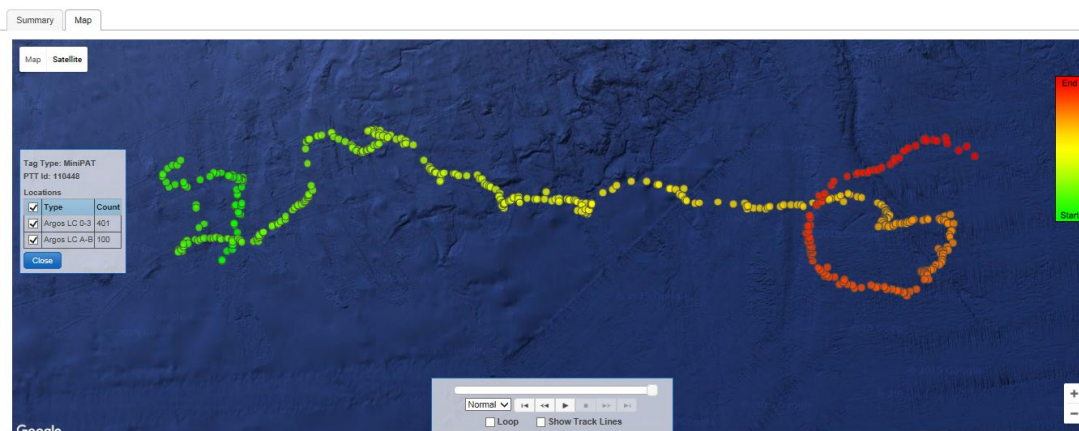 Summary Map
Map Satellite
End
Tag Type: MiniPAT
PTT Id: 110448
Locations
Type Count
Argos LC 0-3 401
Argos LC A-B 100
Close
Start
Normal
Loop Show Track Lines
+
−
Google